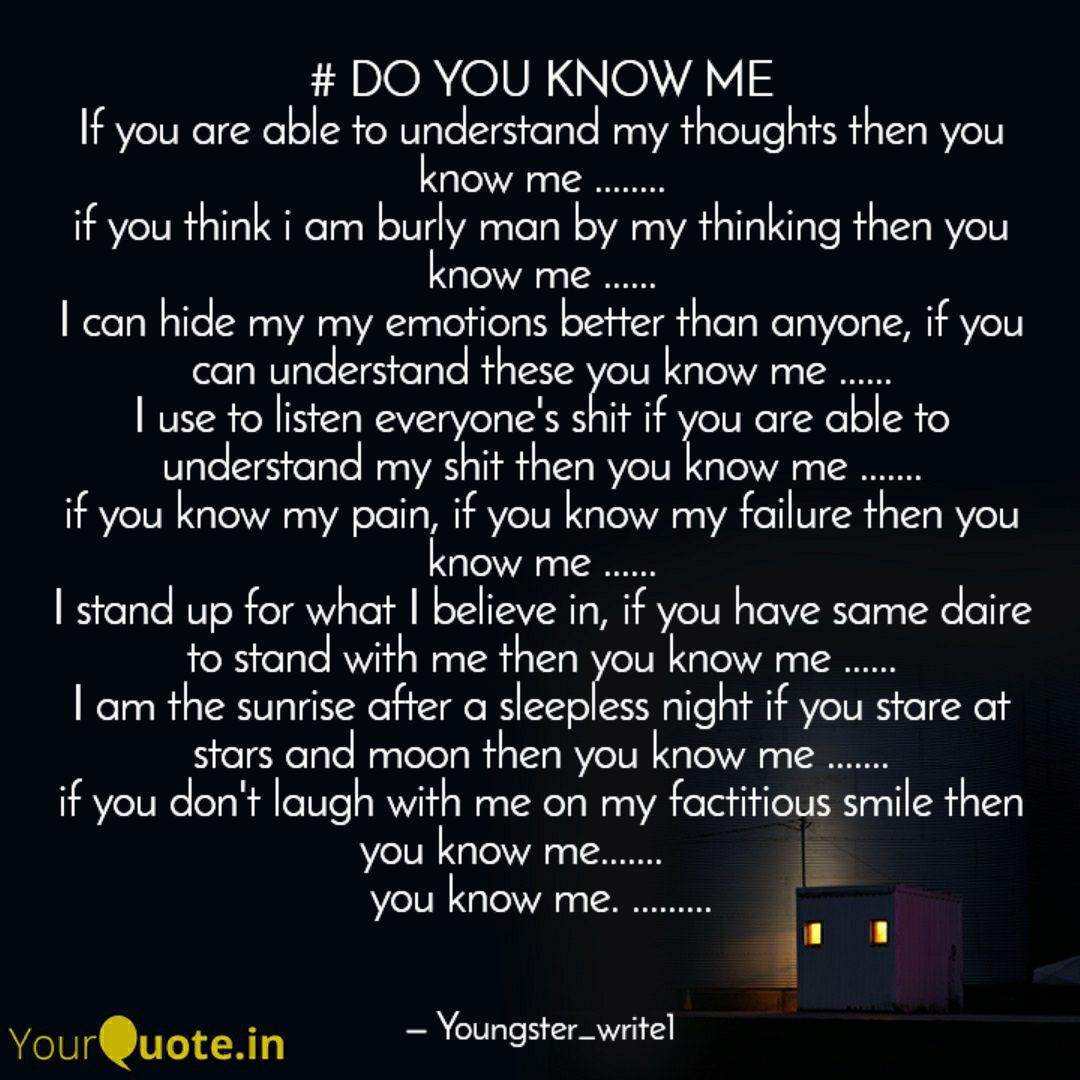 # DO YOU KNOW ME
If you are able to understand my thoughts then you
know me ........
if you think i am burly man by my thinking then you
know me ......
I can hide my my emotions better than anyone, if you
can understand these you know me ......
I use to listen everyone's shit if you are able to
understand my shit then you know me .......
if you know my pain, if you know my failure then you
know me ......
I stand up for what I believe in, if you have same daire
to stand with me then you know me ......
I am the sunrise after a sleepless night if you stare at
stars and moon then you know me .......
if you don't laugh with me on my factitious smile then
you know me.......
you know me. .........
– Youngster_write1
YourQuote.in